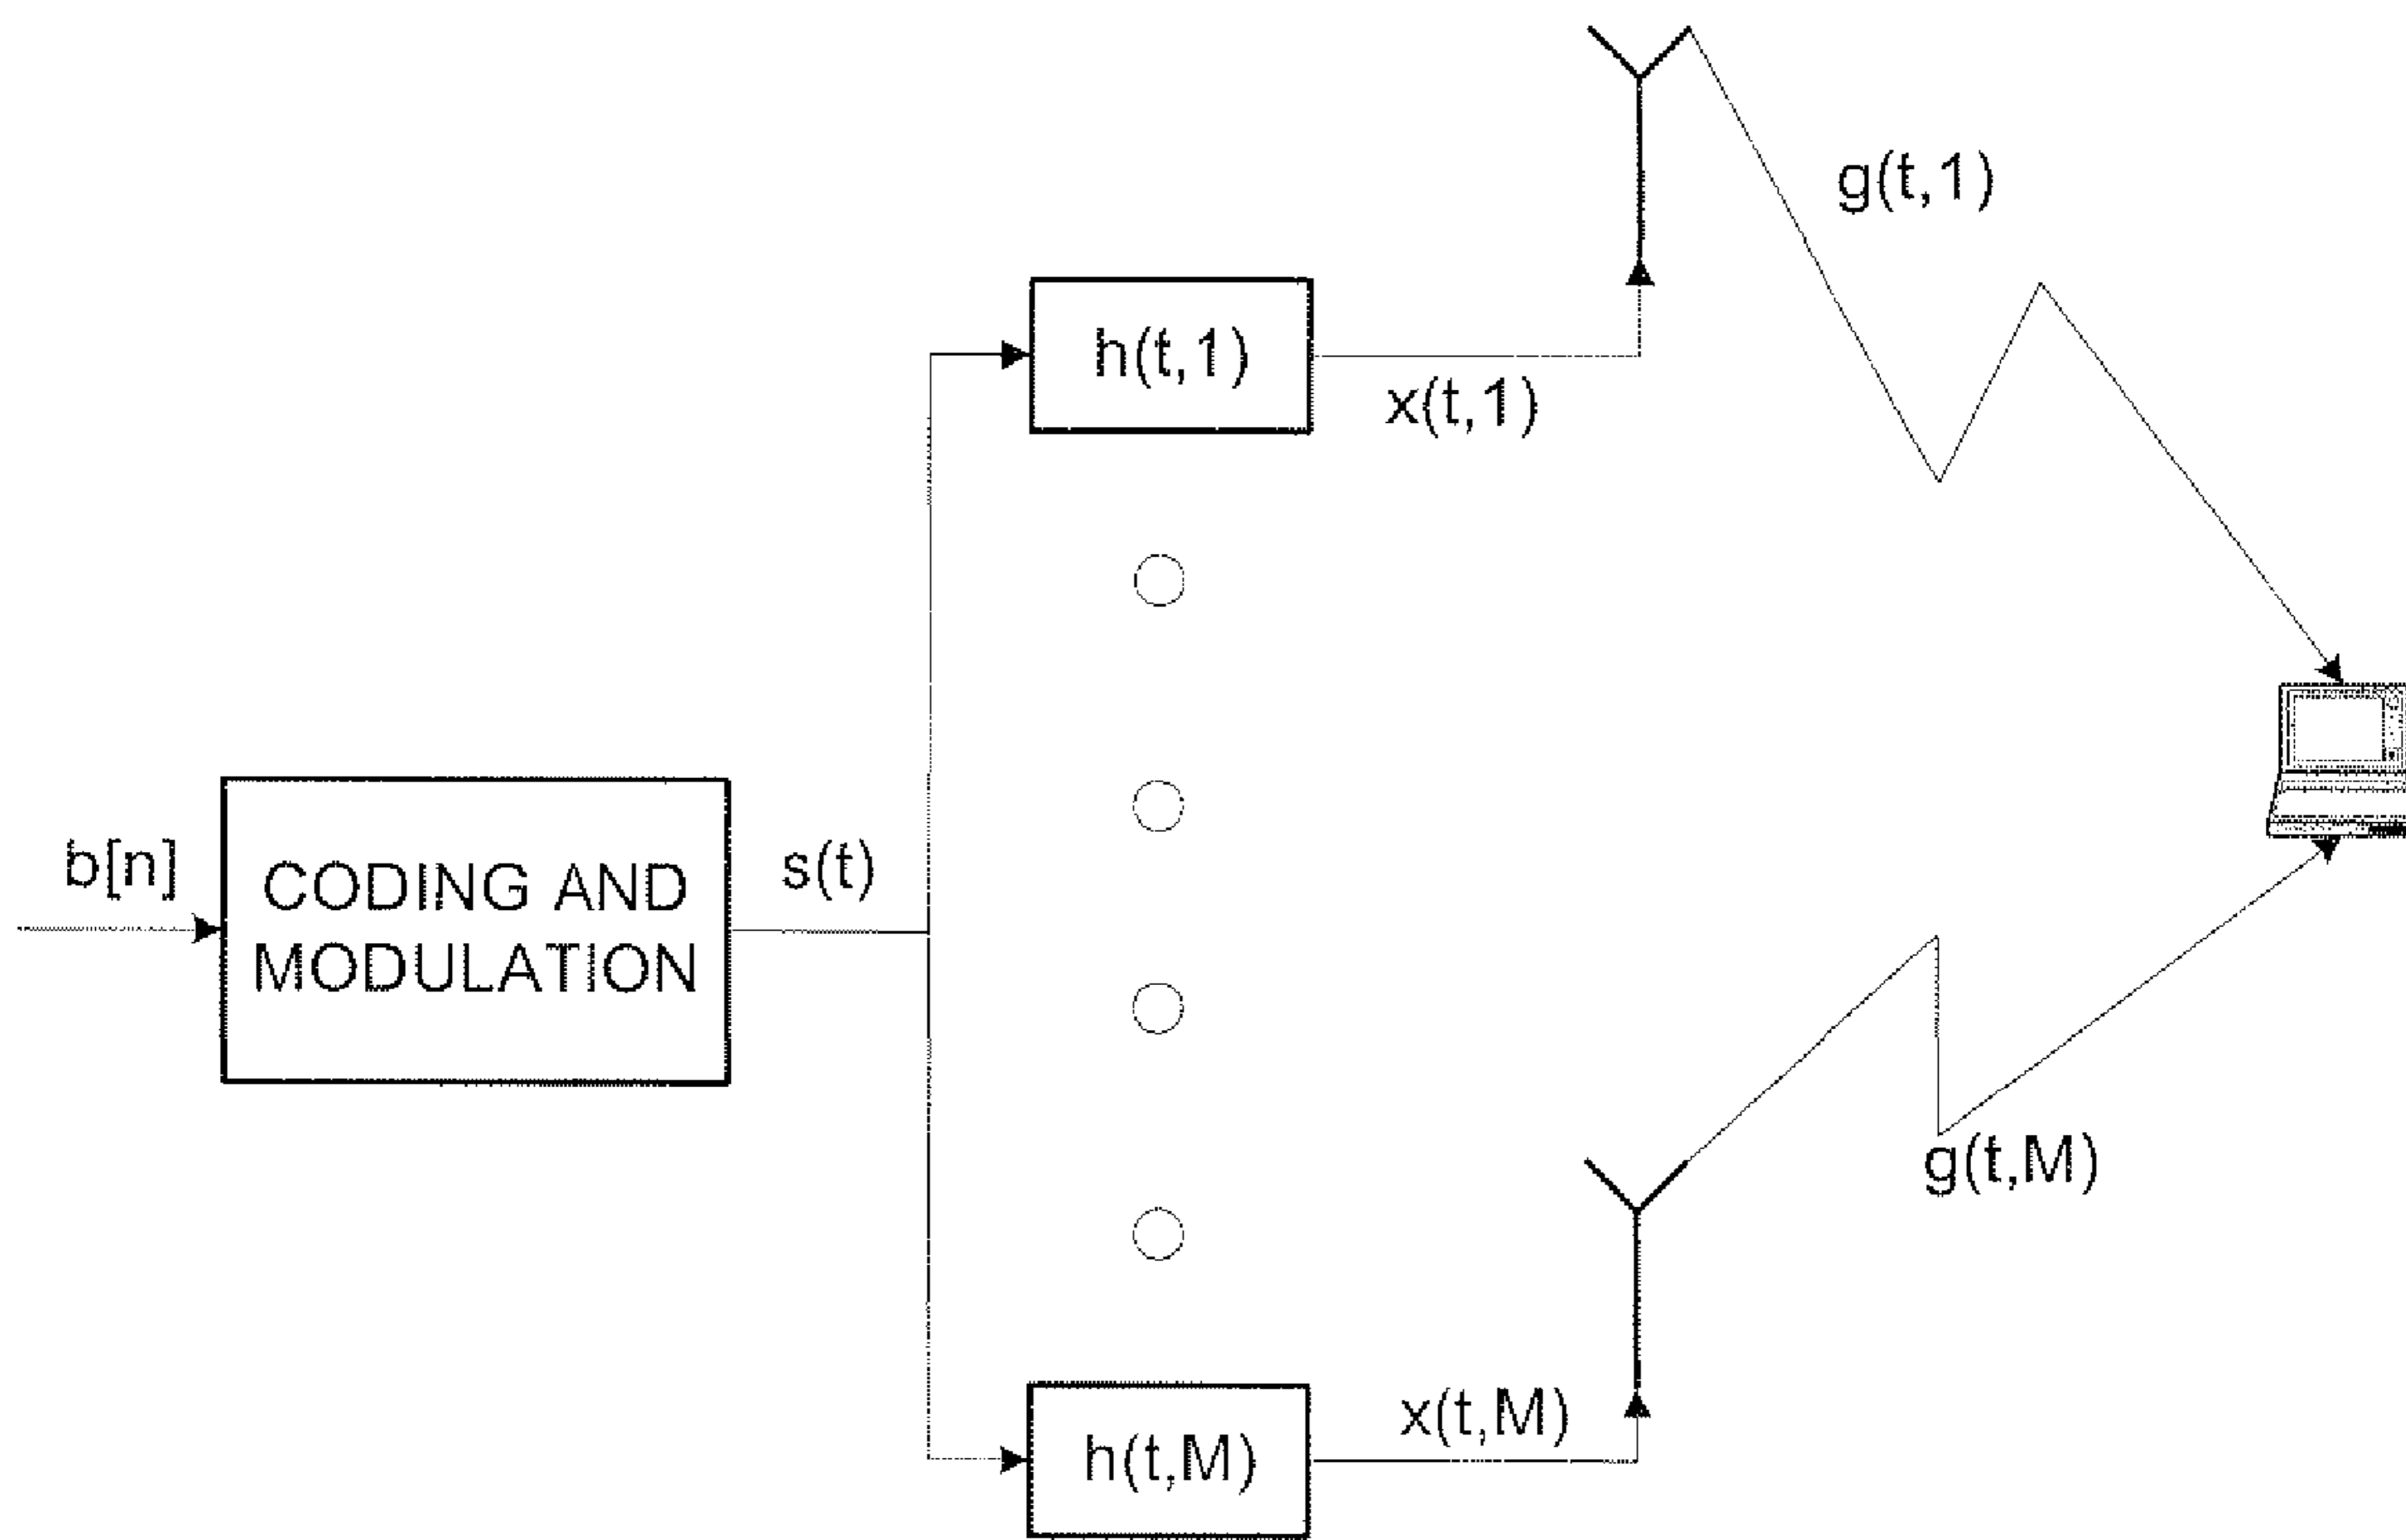 g(t,1)
h(t,1)
x(t,1)
b[n]
CODING AND
MODULATION
s(t)
g(t,M)
x(t,M)
h(t,M)